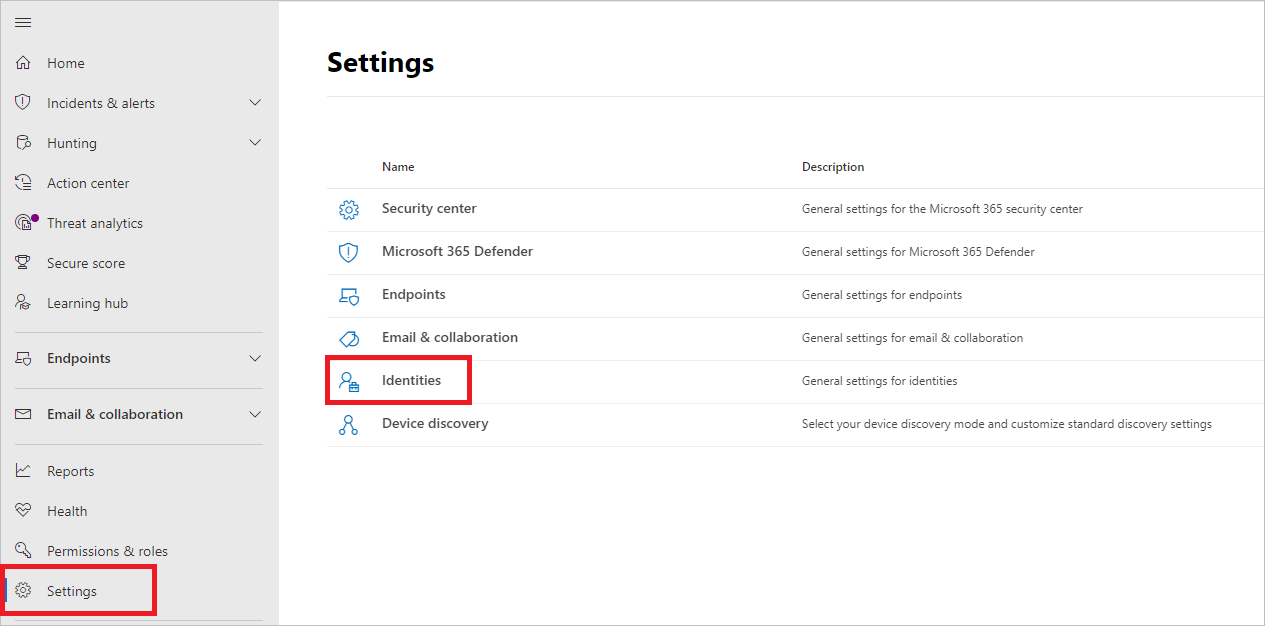 Home
Incidents & alerts
Hunting
Action center
Threat analytics
Secure score
Learning hub
Endpoints
Email & collaboration
Reports
Health
Permissions & roles
Settings
Settings
Name Description
Security center General settings for the Microsoft 365 security center
Microsoft 365 Defender General settings for Microsoft 365 Defender
Endpoints General settings for endpoints
Email & collaboration General settings for email & collaboration
Identities General settings for identities
Device discovery Select your device discovery mode and customize standard discovery settings